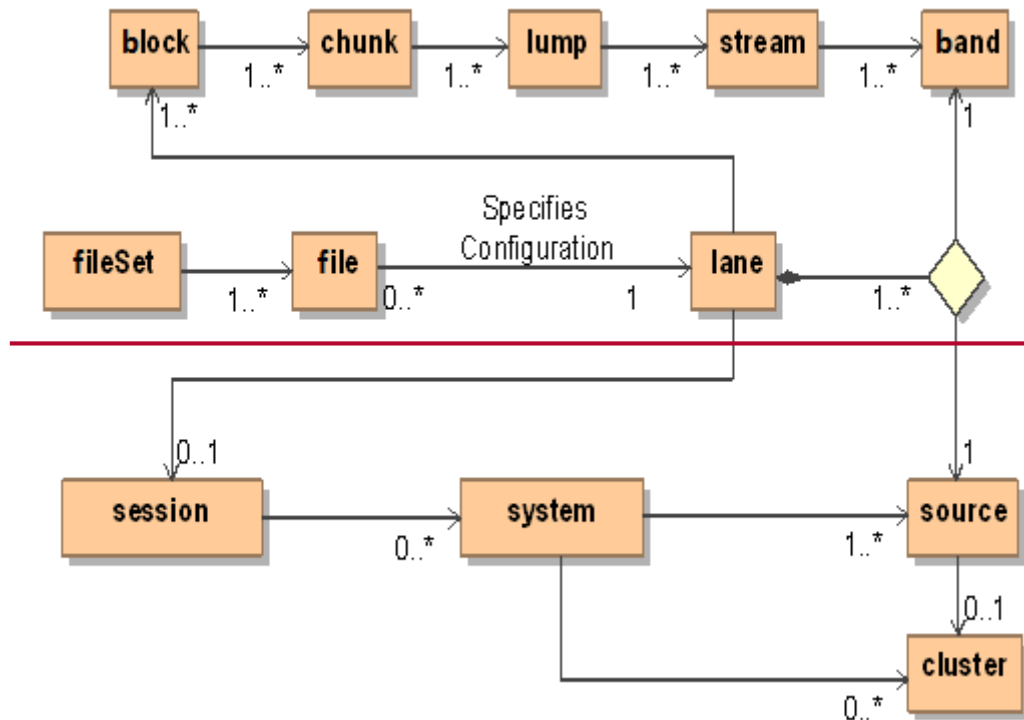 block
chunk
lump
stream
band
1..*
1..*
1..*
1..*
1..*
1
Specifies
Configuration
fileSet
file
lane
1..*
0..*
1
1..*
0..1
1
session
system
source
0..*
1..*
0..1
cluster
0..*